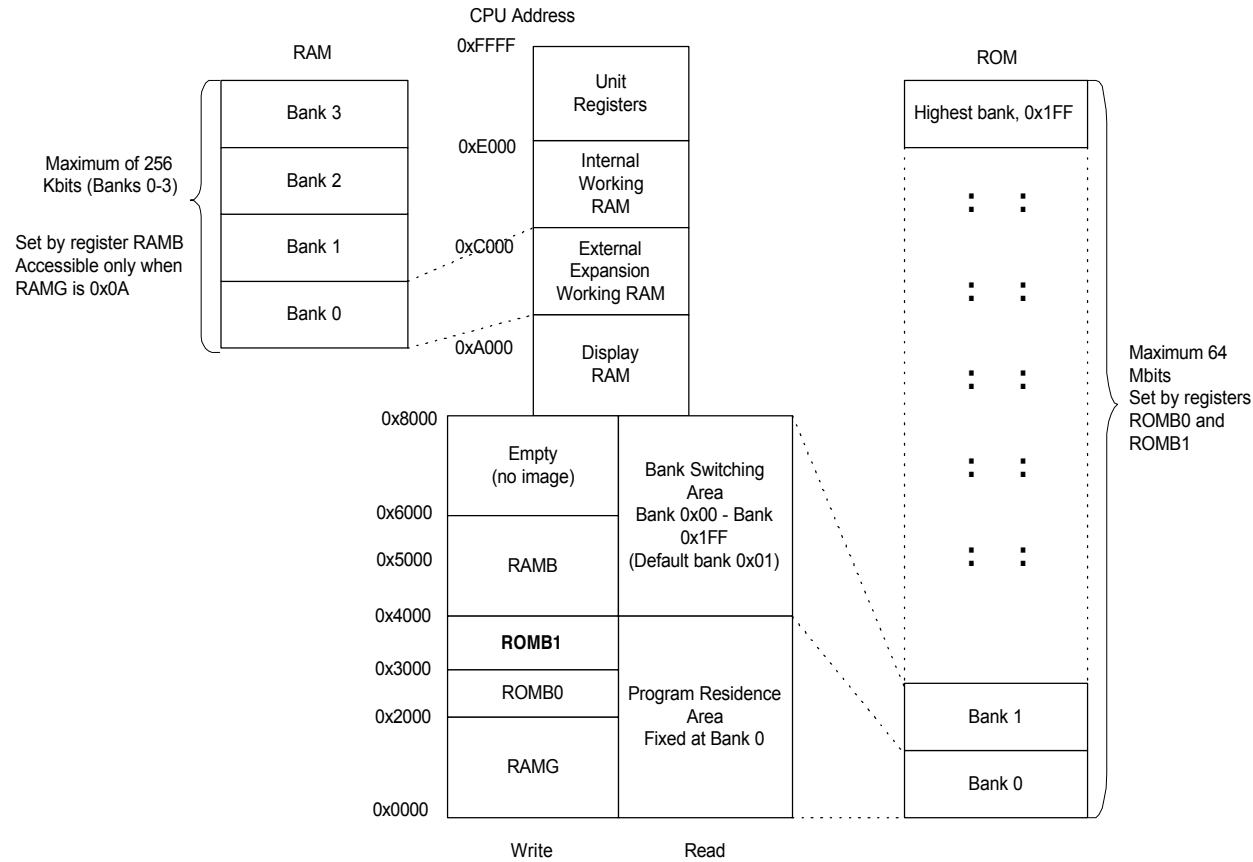 CPU Address
RAM
Bank 3
Bank 2
Bank 1
Bank 0
Maximum of 256
Kbits (Banks 0-3)
Set by register RAMB
Accessible only when
RAMG is 0x0A
0xFFFF
0xE000
0xC000
0xA000
0x8000
0x6000
0x5000
0x4000
0x3000
0x2000
0x0000
Unit
Registers
Internal
Working
RAM
External
Expansion
Working RAM
Display
RAM
Empty
(no image)
RAMB
ROMB1
ROMB0
RAMG
Write
Bank Switching
Area
Bank 0x00 - Bank
0x1FF
(Default bank 0x01)
Program Residence
Area
Fixed at Bank 0
Read
ROM
Highest bank, 0x1FF
: :
: :
: :
: :
: :
Bank 1
Bank 0
Maximum 64
Mbits
Set by registers
ROMB0 and
ROMB1